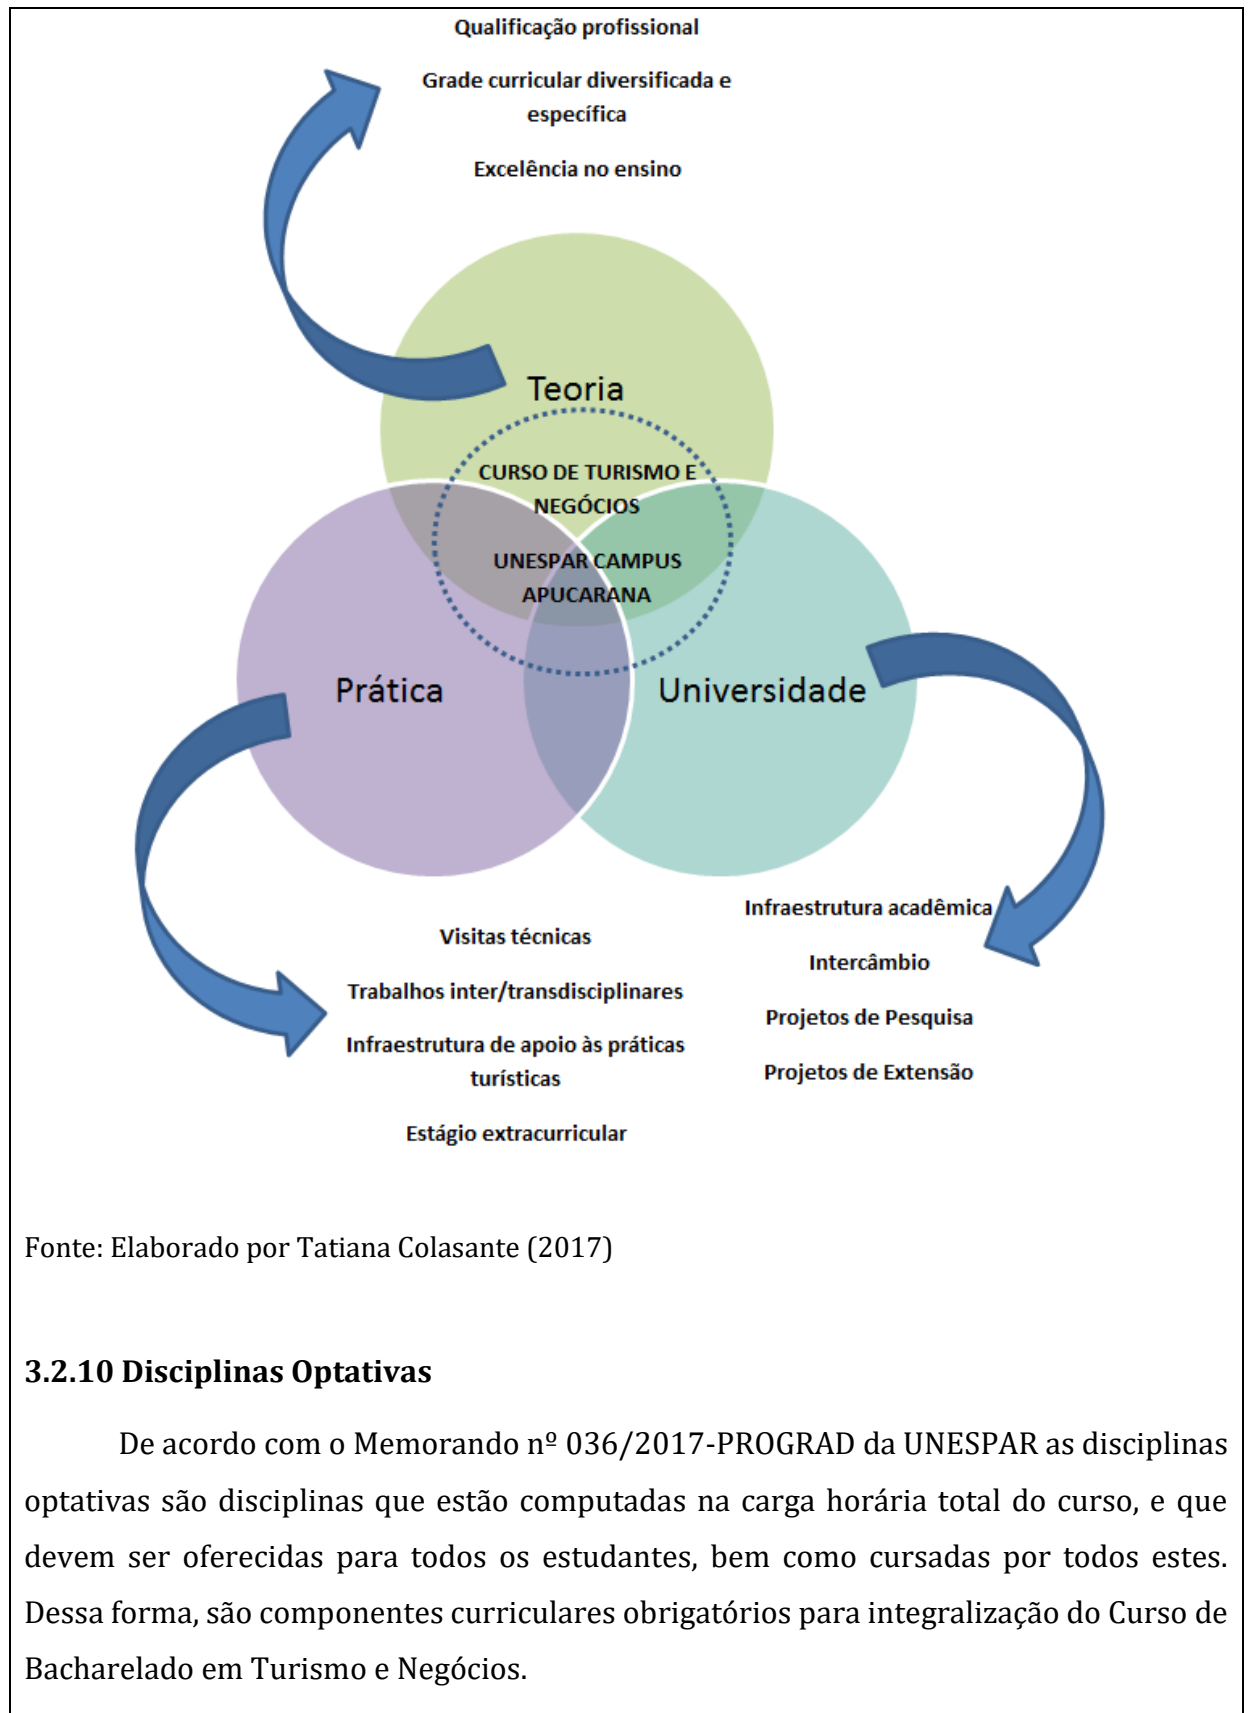 Qualificação profissional
Grade curricular diversificada e
específica
Excelência no ensino
Teoria
CURSO DE TURISMO E
NEGÓCIOS
UNESPAR CAMPUS
APUCARANA
Prática
Universidade
Visitas técnicas
Trabalhos inter/transdisciplinares
Infraestrutura de apoio às práticas
turísticas
Estágio extracurricular
Infraestrutura acadêmica
Intercâmbio
Projetos de Pesquisa
Projetos de Extensão
Fonte: Elaborado por Tatiana Colasante (2017)
3.2.10 Disciplinas Optativas
De acordo com o Memorando nº 036/2017-PROGRAD da UNESPAR as disciplinas
optativas são disciplinas que estão computadas na carga horária total do curso, e que
devem ser oferecidas para todos os estudantes, bem como cursadas por todos estes.
Dessa forma, são componentes curriculares obrigatórios para integralização do Curso de
Bacharelado em Turismo e Negócios.